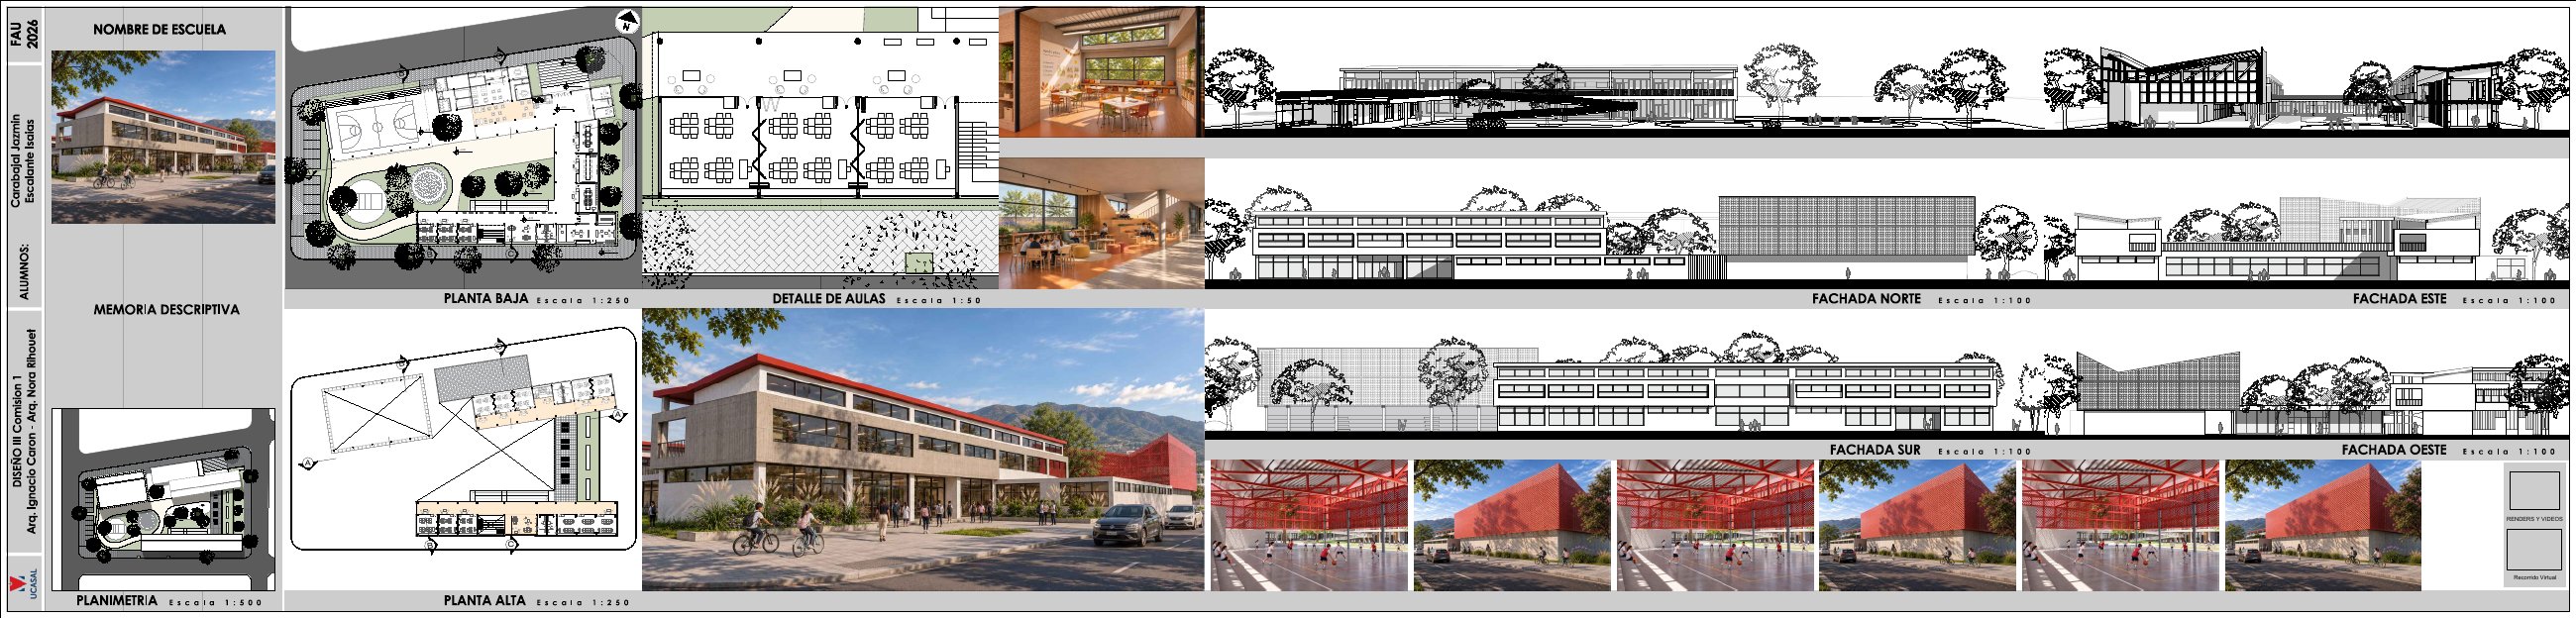 FAU
2026
Carabajal Jazmín
Escalante Isaias
ALUMNOS:
DISEÑO III Comision 1
Arq. Ignacio Caron - Arq. Nora Rihouet
UCASAL
NOMBRE DE ESCUELA
MEMORIA DESCRIPTIVA
PLANIMETRIA Escala 1:500
N
PLANTA BAJA Escala 1:250
PLANTA ALTA Escala 1:250
A
A
B
C
DETALLE DE AULAS Escala 1:50
FACHADA NORTE Escala 1:100
FACHADA ESTE Escala 1:100
FACHADA SUR Escala 1:100
FACHADA OESTE Escala 1:100
RENDERS Y VIDEOS
Recorrido Virtual